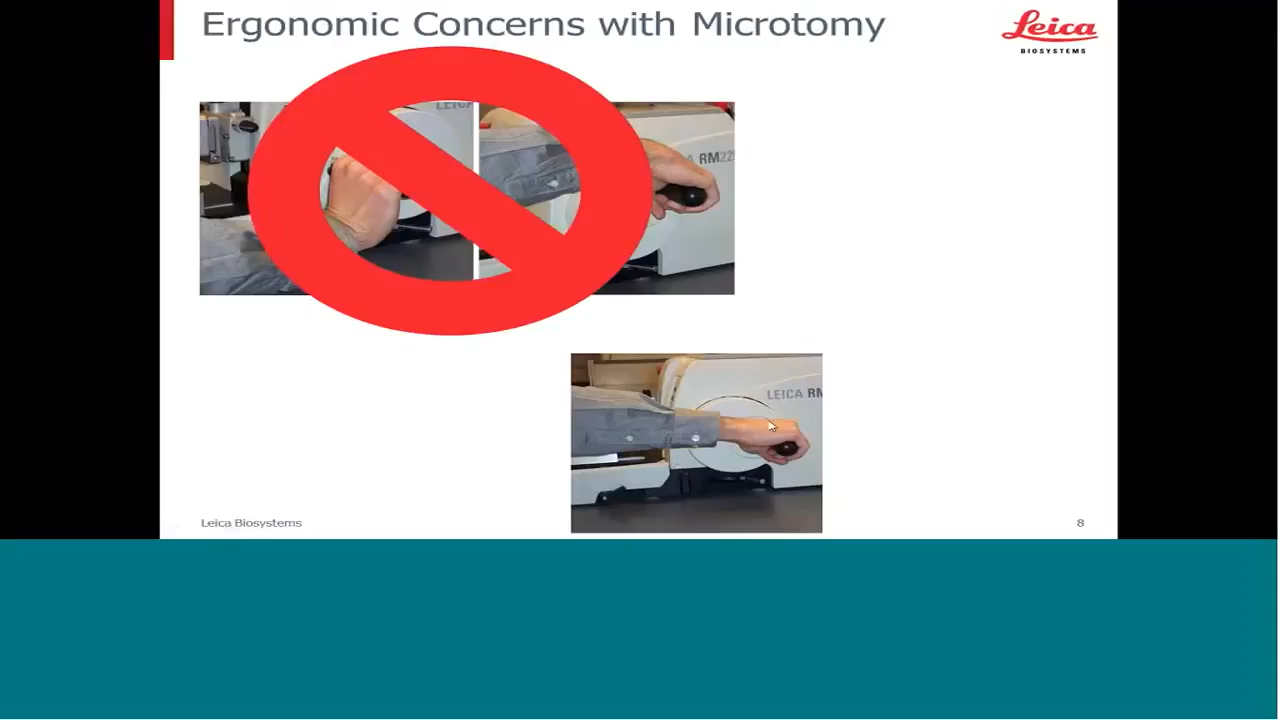 Ergonomic Concerns with Microtomy
Leica
BIOSYSTEMS
LEICA
RM22
LEICA RM
Leica Biosystems
8